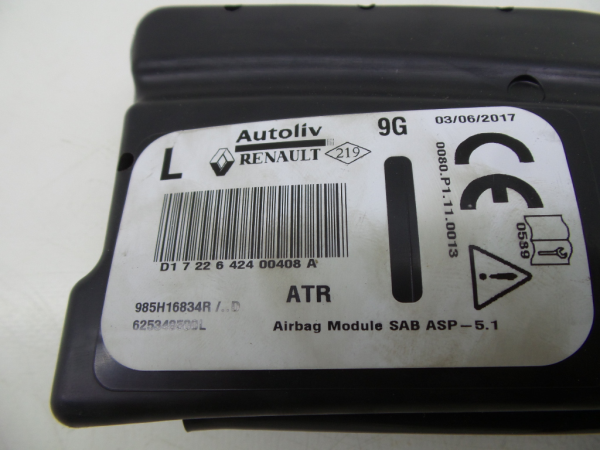 Autoliv
L RENAULT 219
9G
03/06/2017
D1 7 22 6 424 00408 A
985H16834R
ATR
Airbag Module SAB ASP-5.1
CE
0080.P1.11.0013
0589